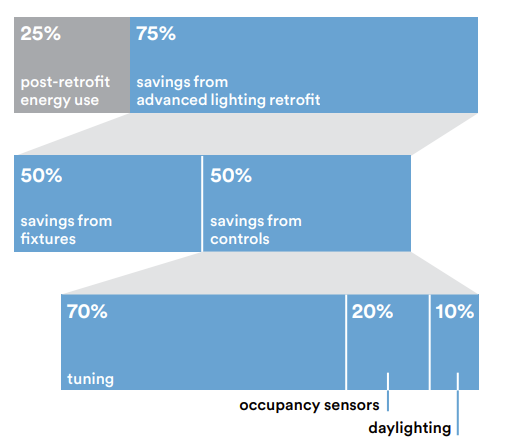 25%
75%
post-retrofit
energy use
savings from
advanced lighting retrofit
50%
50%
savings from
fixtures
savings from
controls
70%
20%
10%
tuning
occupancy sensors
daylighting